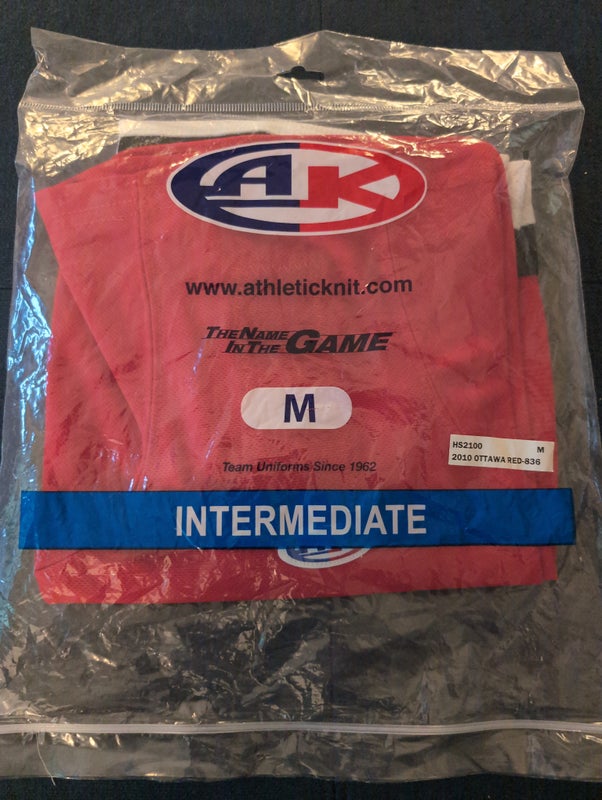 AK
www.athleticknit.com
THE NAME
IN THE GAME
M
HS2100 M
2010 OTTAWA RED-836
Team Uniforms Since 1962
INTERMEDIATE
AK